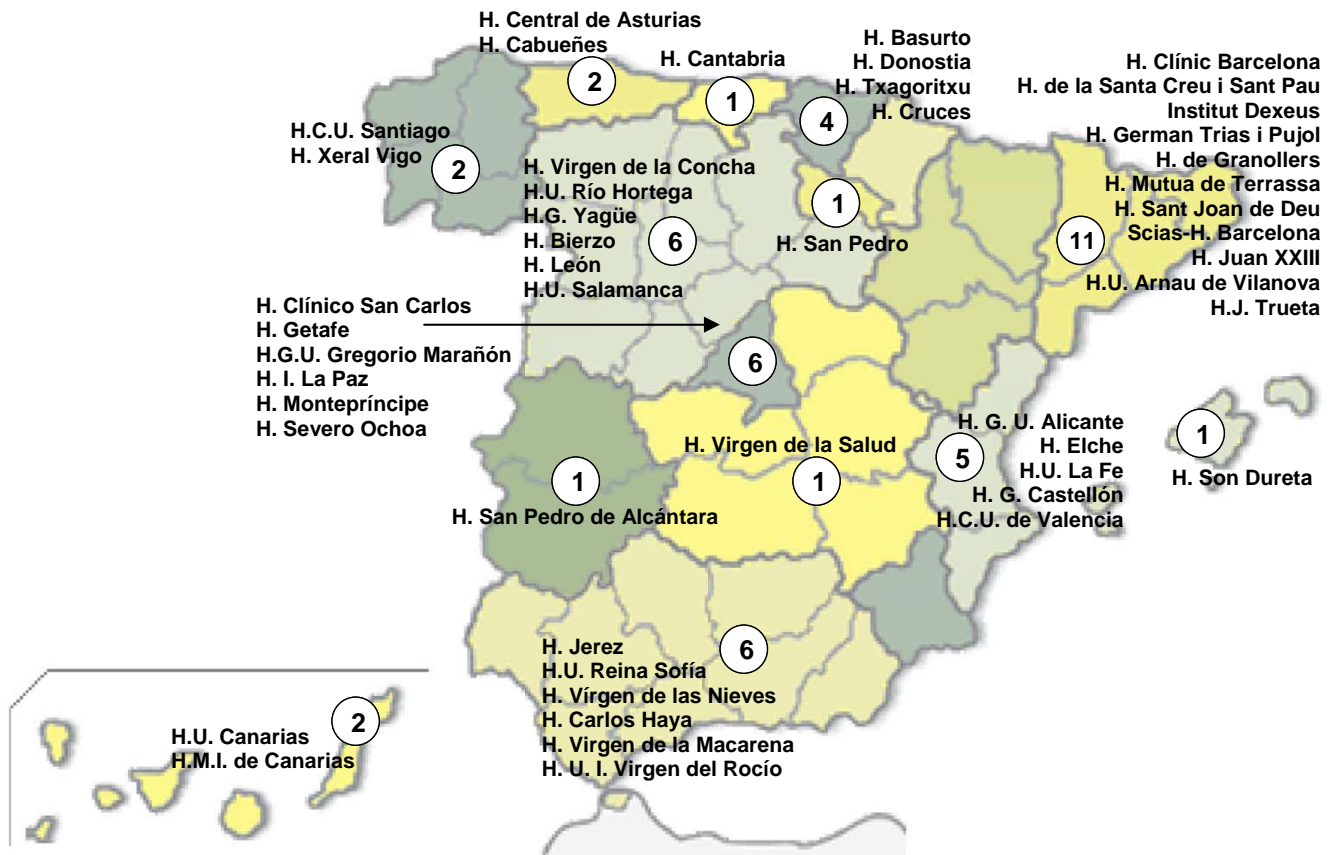 H. Central de Asturias
H. Cabueñes
2
H. Cantabria
1
H. Basurto
H. Donostia
H. Txagoritxu
H. Cruces
4
H. Clínic Barcelona
H. de la Santa Creu i Sant Pau
Institut Dexeus
H. German Trias i Pujol
H. de Granollers
H. Mutua de Terrassa
H. Sant Joan de Deu
Scias-H. Barcelona
H. Juan XXIII
H.U. Arnau de Vilanova
H.J. Trueta
11
H.C.U. Santiago
H. Xeral Vigo
2
H. Virgen de la Concha
H.U. Río Hortega
H.G. Yagüe
H. Bierzo
H. León
H.U. Salamanca
6
1
H. San Pedro
H. Clínico San Carlos
H. Getafe
H.G.U. Gregorio Marañón
H. I. La Paz
H. Montepríncipe
H. Severo Ochoa
6
H. Virgen de la Salud
1
H. G. U. Alicante
H. Elche
H.U. La Fe
H. G. Castellón
H.C.U. de Valencia
5
1
H. Son Dureta
1
H. San Pedro de Alcántara
H. Jerez
H.U. Reina Sofía
H. Vírgen de las Nieves
H. Carlos Haya
H. Virgen de la Macarena
H. U. I. Virgen del Rocío
6
H.U. Canarias
H.M.I. de Canarias
2